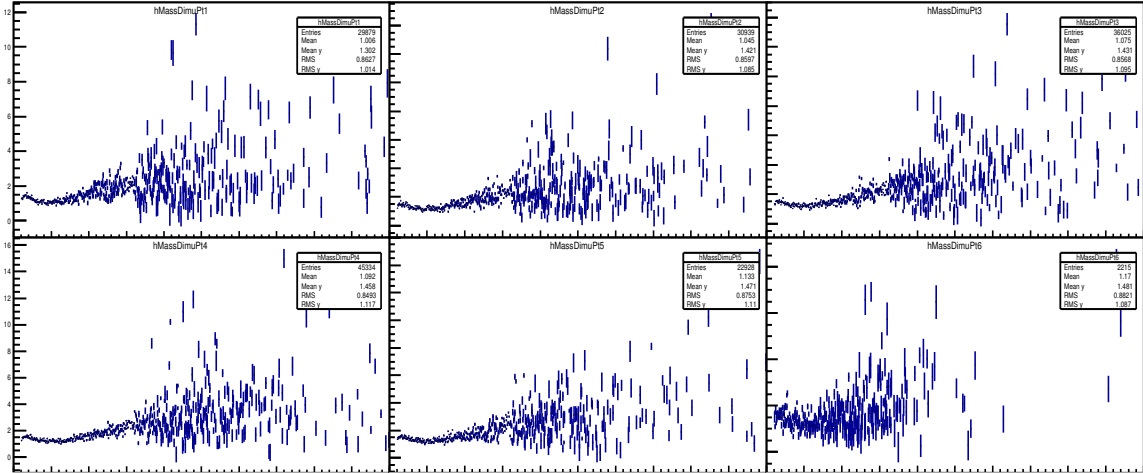 hMassDimuPt1
hMassDimuPt1
Entries 29879
Mean 1.006
Mean y 1.302
RMS 0.8627
RMS y 1.014
12
10
8
6
4
2
0
hMassDimuPt2
hMassDimuPt2
Entries 30939
Mean 1.045
Mean y 1.421
RMS 0.8597
RMS y 1.085
hMassDimuPt3
hMassDimuPt3
Entries 36025
Mean 1.075
Mean y 1.431
RMS 0.8568
RMS y 1.095
hMassDimuPt4
hMassDimuPt4
Entries 45334
Mean 1.092
Mean y 1.458
RMS 0.8493
RMS y 1.117
16
14
12
10
8
6
4
2
0
hMassDimuPt5
hMassDimuPt5
Entries 22928
Mean 1.133
Mean y 1.471
RMS 0.8753
RMS y 1.11
hMassDimuPt6
hMassDimuPt6
Entries 2215
Mean 1.17
Mean y 1.481
RMS 0.8821
RMS y 1.087